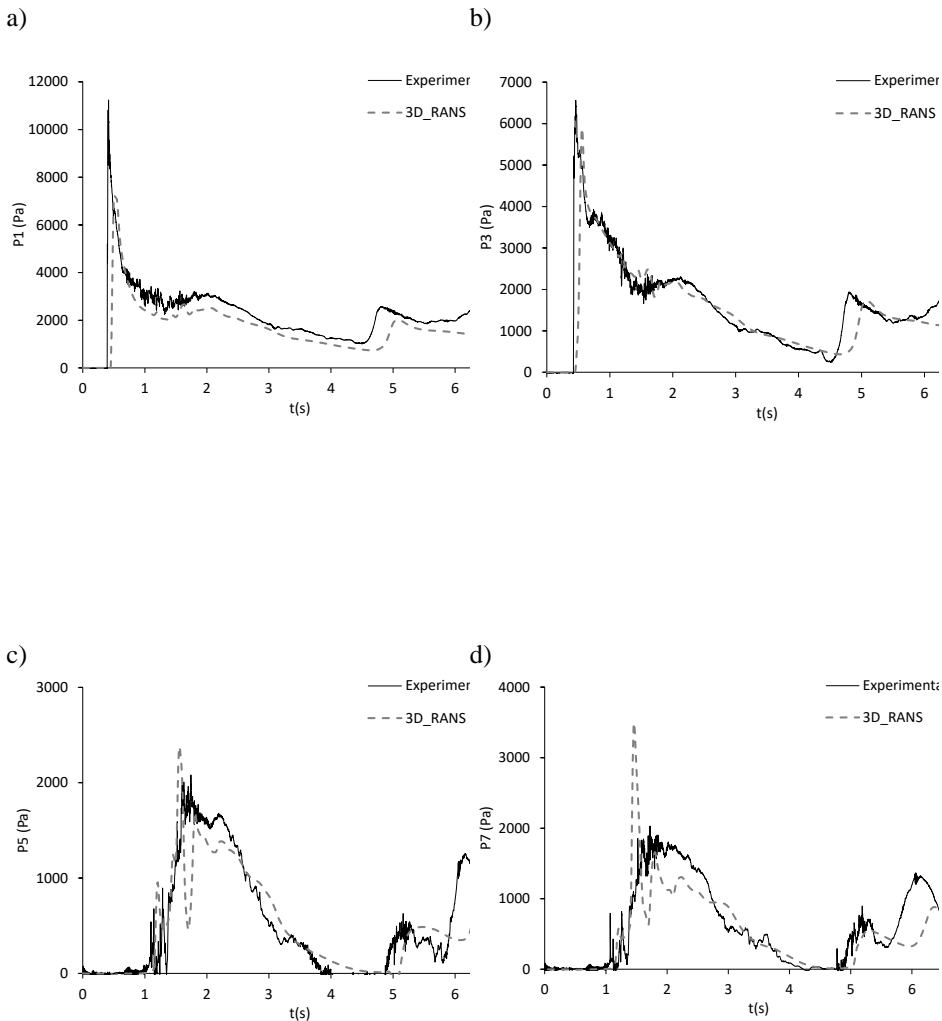 a)
b)
12000
10000
8000
6000
4000
2000
0
0 1 2 3 4 5 6
P1 (Pa)
t(s)
Experimen
3D_RANS
7000
6000
5000
4000
3000
2000
1000
0
0 1 2 3 4 5 6
P3 (Pa)
t(s)
Experimen
3D_RANS
c)
d)
3000
2000
1000
0
0 1 2 3 4 5 6
P5 (Pa)
t(s)
Experimen
3D_RANS
4000
3000
2000
1000
0
0 1 2 3 4 5 6
P7 (Pa)
t(s)
Experimenta
3D_RANS